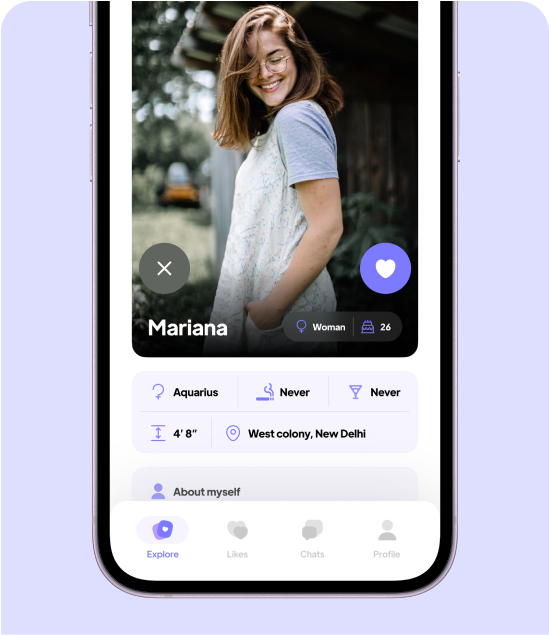 Mariana
Woman 26
Aquarius Never Never
4' 8" West colony, New Delhi
About myself
Explore Likes Chats Profile